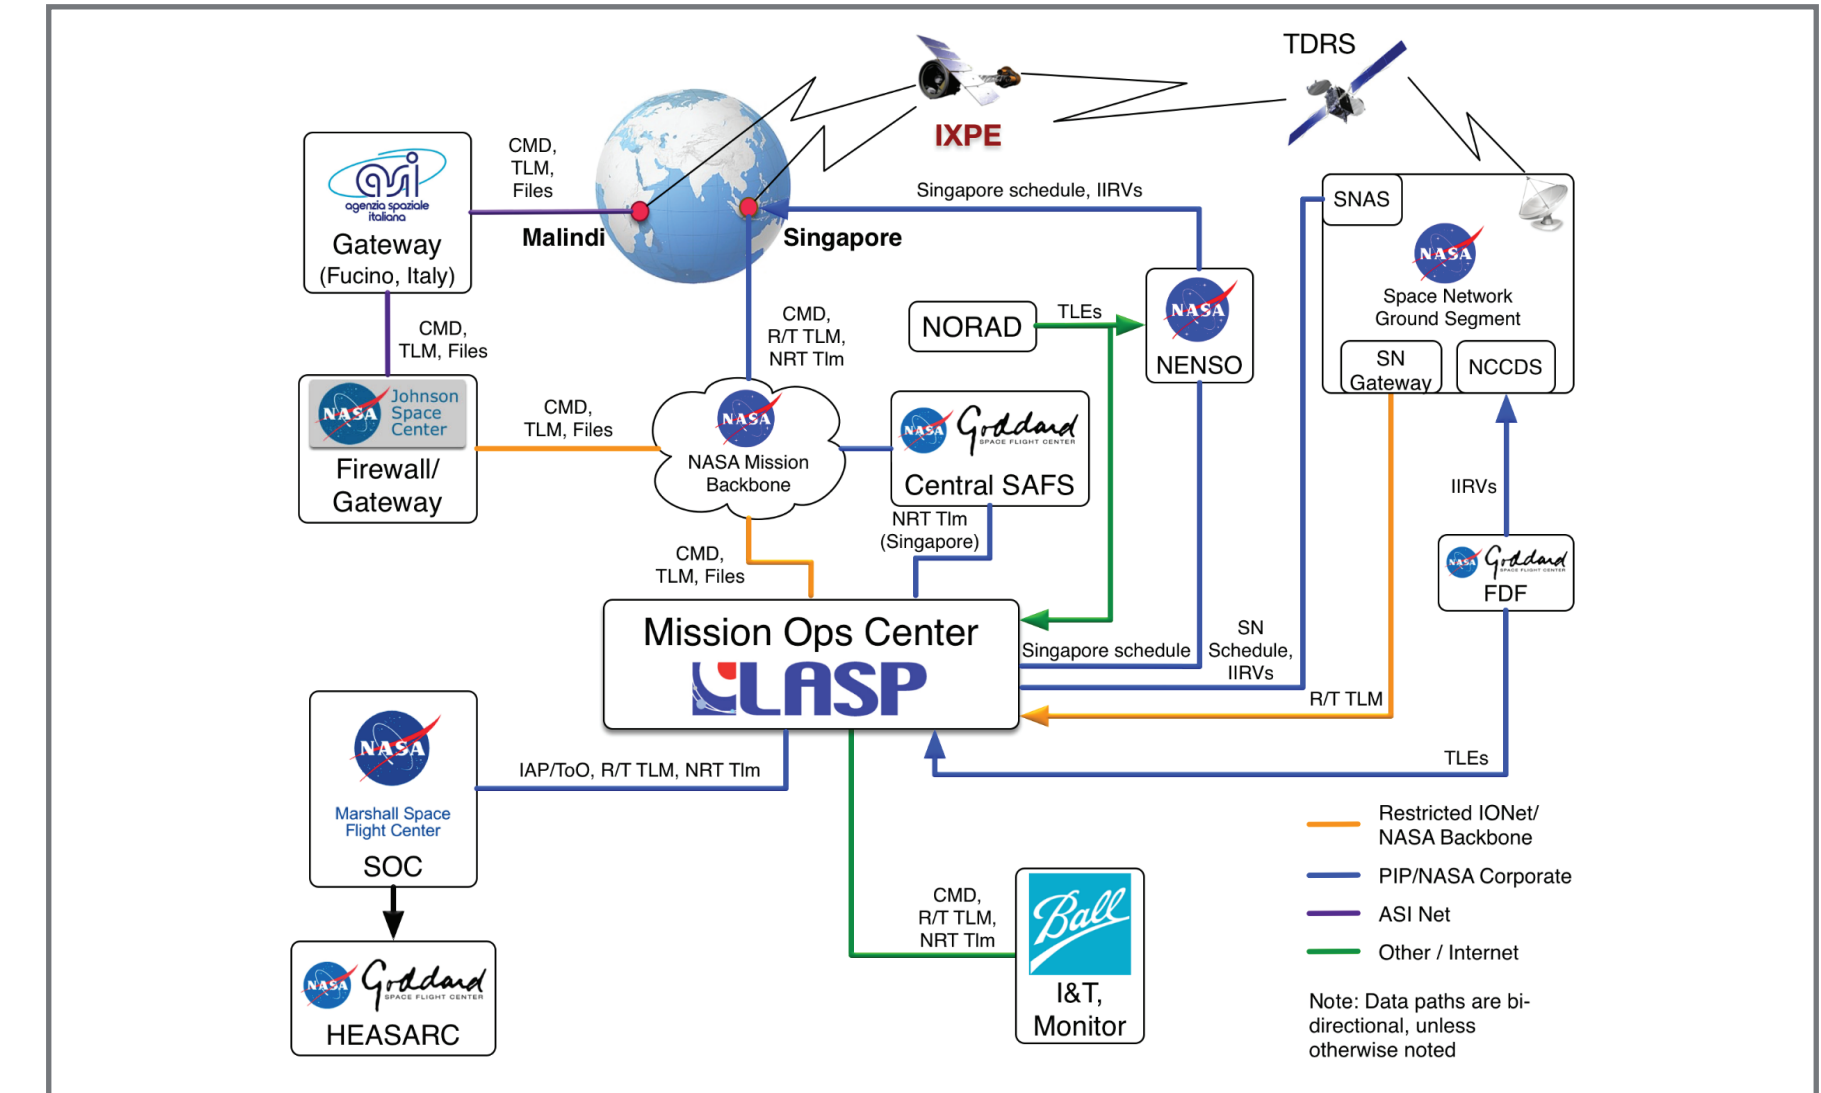 TDRS
IXPE
CMD,
TLM,
Files
asi
agenzia spaziale
italiana
Gateway
(Fucino, Italy)
Malindi
Singapore
Singapore schedule, IIRVs
SNAS
NASA
Space Network
Ground Segment
SN
Gateway
NCCDS
CMD,
TLM, Files
CMD,
R/T TLM,
NRT Tlm
NORAD
TLEs
NASA
NENSO
NASA
Johnson
Space
Center
Firewall/
Gateway
CMD,
TLM, Files
NASA
NASA Mission
Backbone
NASA
Goddard
SPACE FLIGHT CENTER
Central SAFS
NRT Tlm
(Singapore)
IIRVs
NASA
Goddard
SPACE FLIGHT CENTER
FDF
CMD,
TLM, Files
Mission Ops Center
LASP
Singapore schedule
SN
Schedule,
IIRVs
R/T TLM
TLEs
NASA
Marshall Space
Flight Center
SOC
IAP/ToO, R/T TLM, NRT Tlm
NASA
Goddard
SPACE FLIGHT CENTER
HEASARC
CMD,
R/T TLM,
NRT Tlm
Ball
I&T,
Monitor
Restricted IONet/
NASA Backbone
PIP/NASA Corporate
ASI Net
Other / Internet
Note: Data paths are bi-
directional, unless
otherwise noted